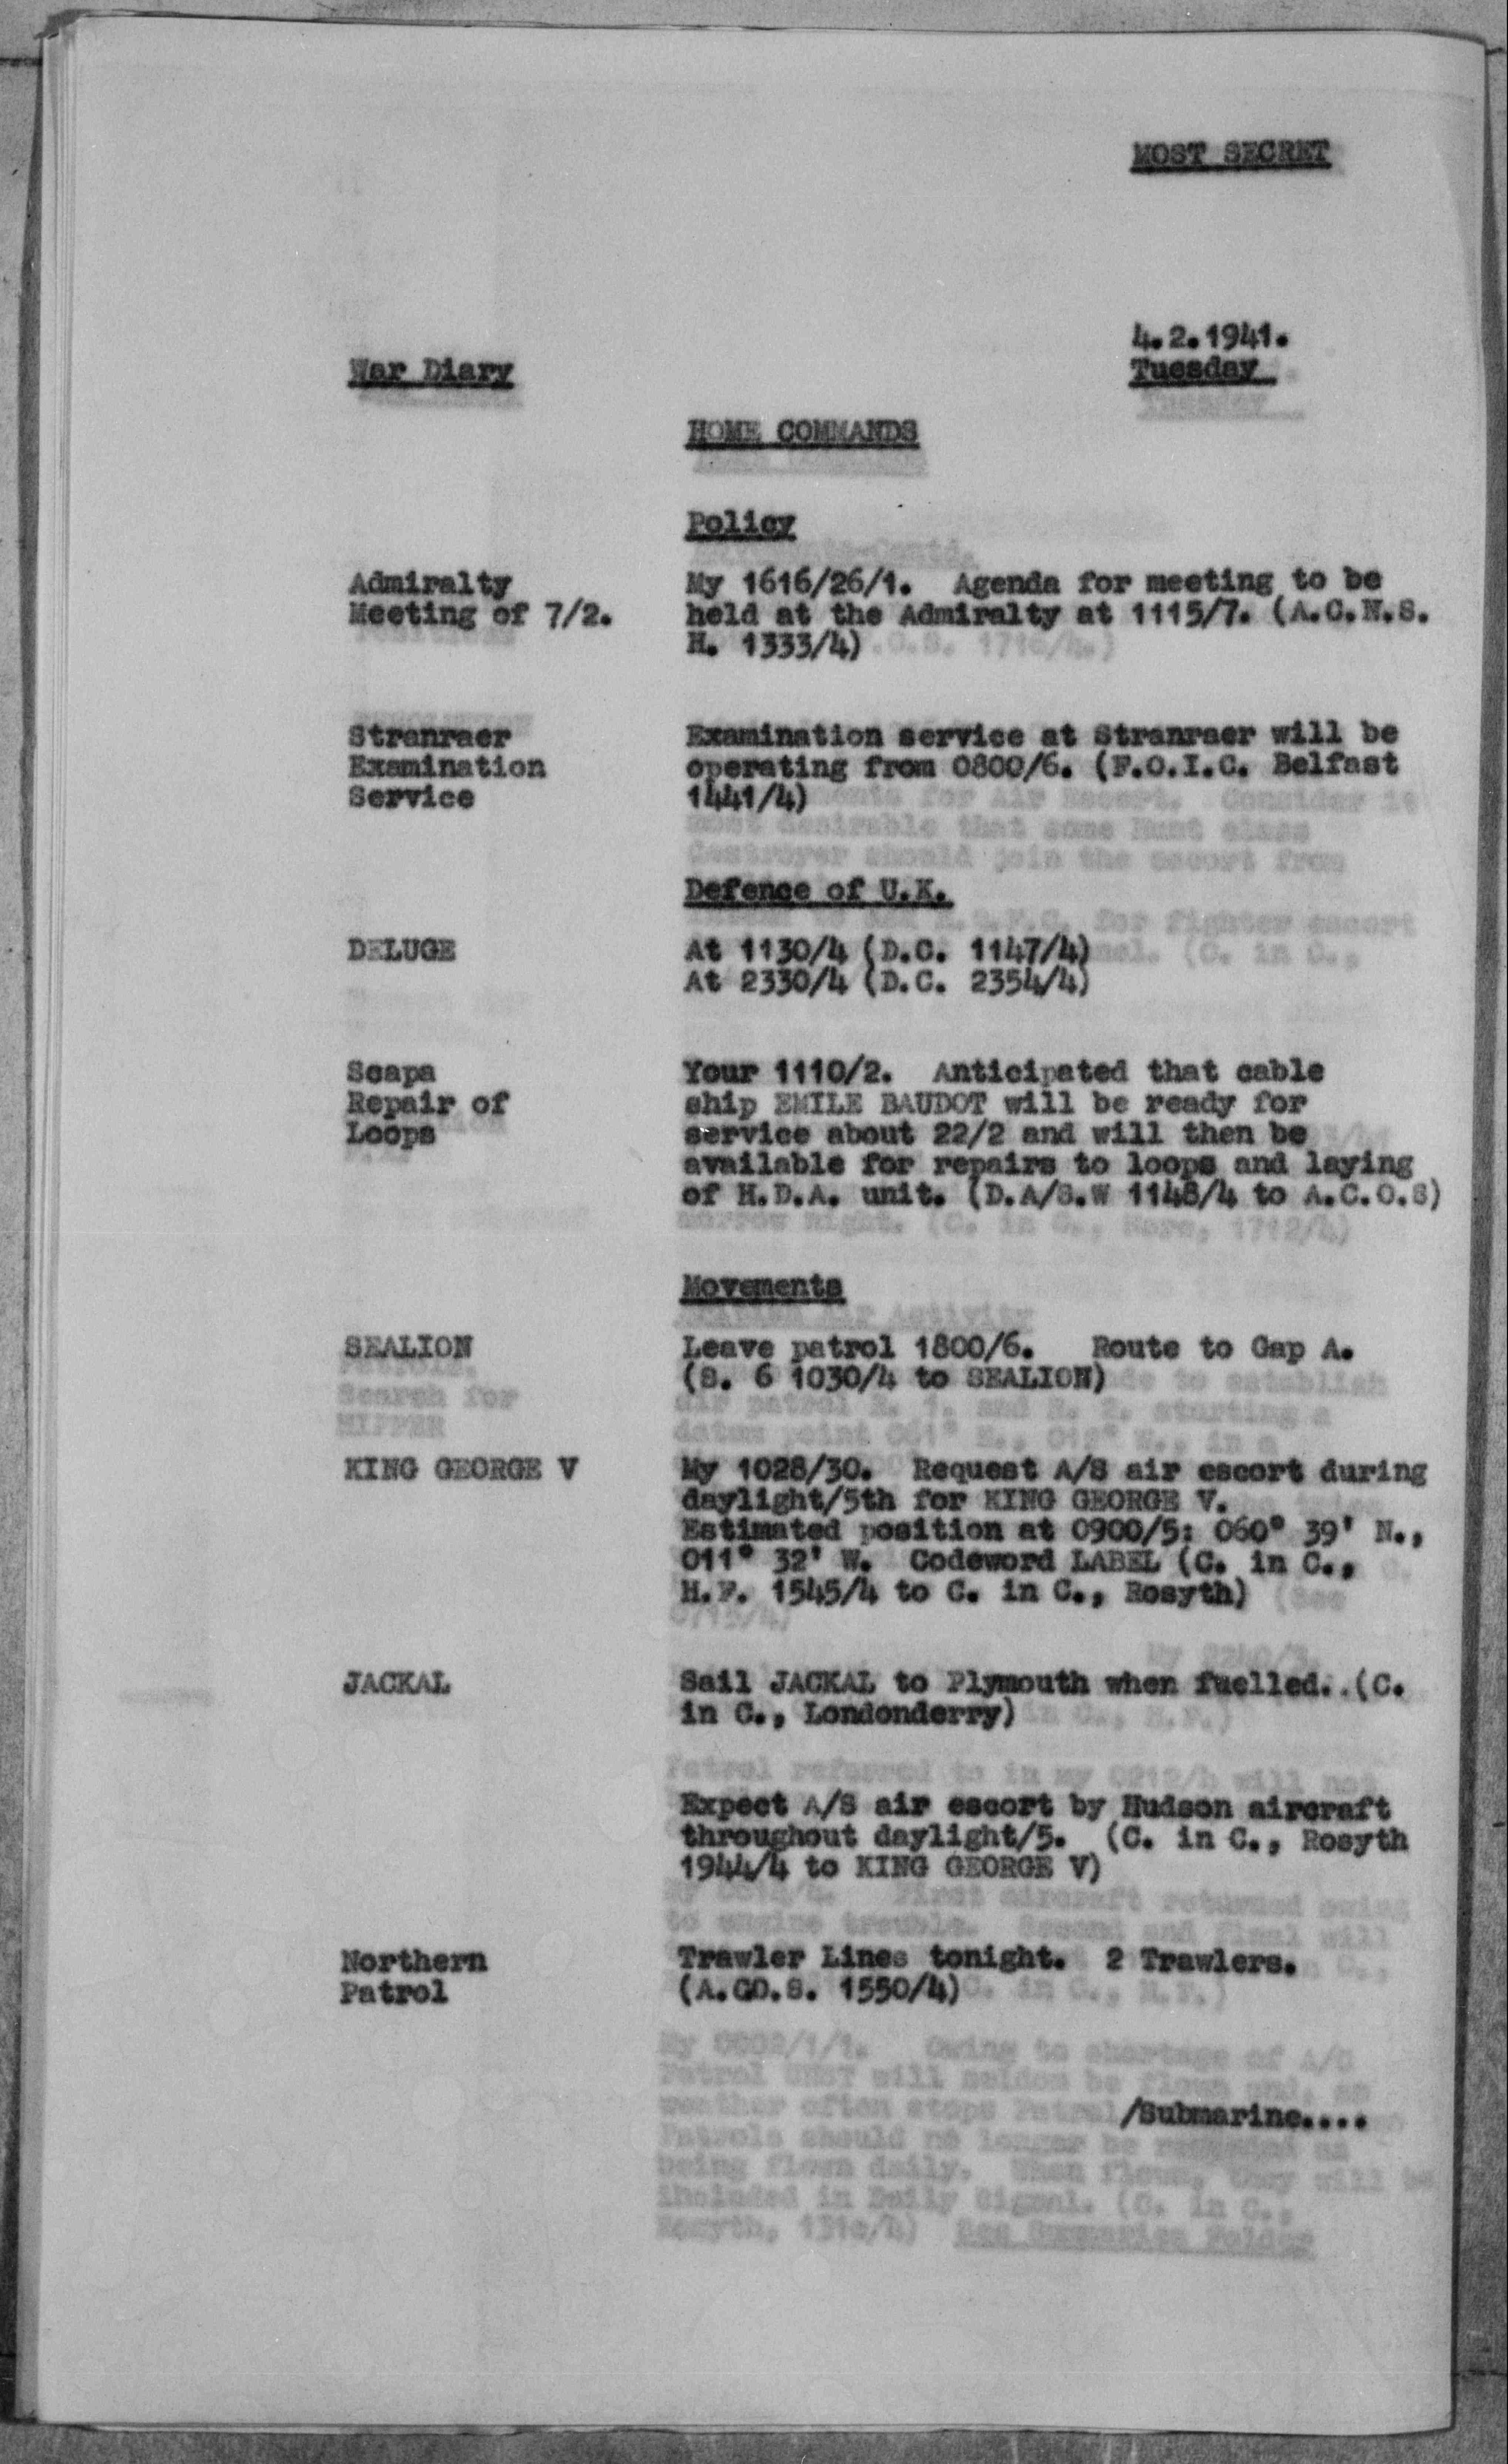 MOST SECRET
4.2.1941.
War Diary
Tuesday
HOME COMMANDS
Policy
Admiralty
Meeting of 7/2.
My 1616/26/1. Agenda for meeting to be
held at the Admiralty at 1115/7. (A.C.N.S.
H. 1333/4)
Stranraer
Examination
Service
Examination service at Stranraer will be
operating from 0800/6. (F.O.I.C. Belfast
1441/4)
Defence of U.K.
DELUGE
At 1130/4 (D.C. 1147/4)
At 2330/4 (D.C. 2354/4)
Scapa
Repair of
Loops
Your 1110/2. Anticipated that cable
ship EMILE BAUDOT will be ready for
service about 22/2 and will then be
available for repairs to loops and laying
of H.D.A. unit. (D.A/S.W 1148/4 to A.C.O.S)
Movements
SEALION
Leave patrol 1800/6. Route to Gap A.
(S. 6 1030/4 to SEALION)
KING GEORGE V
My 1028/30. Request A/S air escort during
daylight/5th for KING GEORGE V.
Estimated position at 0900/5: 060° 39' N.,
011° 32' W. Codeword LABEL (C. in C.,
H.F. 1545/4 to C. in C., Rosyth)
JACKAL
Sail JACKAL to Plymouth when fuelled..(C.
in C., Londonderry)
Expect A/S air escort by Hudson aircraft
throughout daylight/5. (C. in C., Rosyth
1944/4 to KING GEORGE V)
Northern
Patrol
Trawler Lines tonight. 2 Trawlers.
(A.CO.S. 1550/4)
/Submarine....